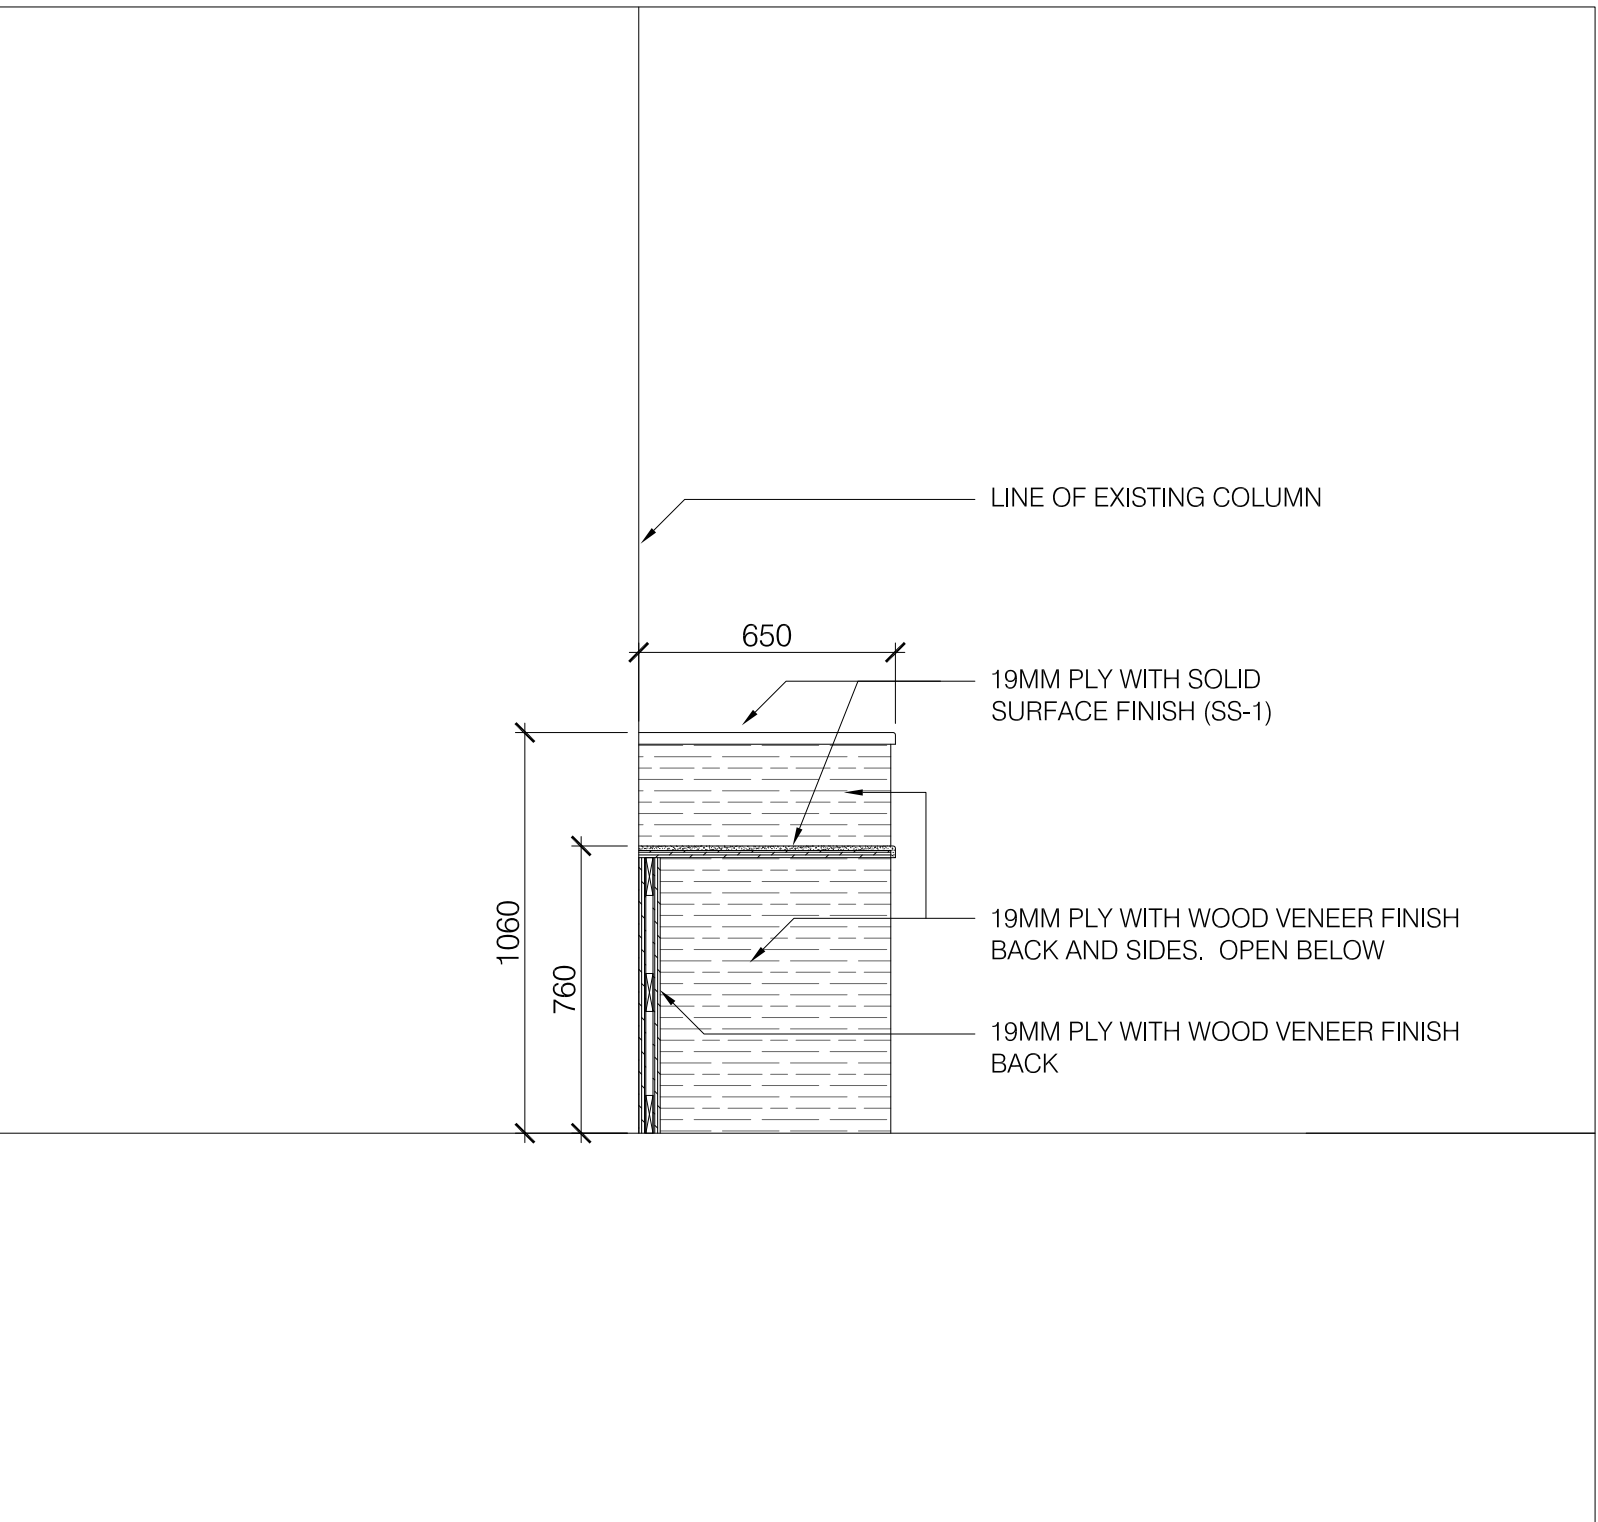 LINE OF EXISTING COLUMN
650
19MM PLY WITH SOLID
SURFACE FINISH (SS-1)
1060
760
19MM PLY WITH WOOD VENEER FINISH
BACK AND SIDES.  OPEN BELOW
19MM PLY WITH WOOD VENEER FINISH
BACK